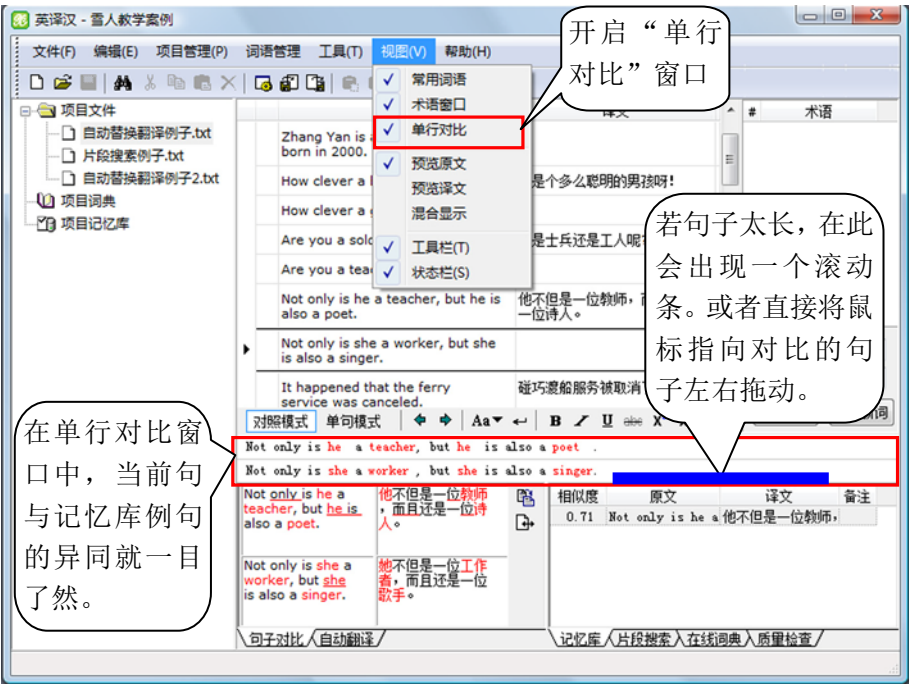 英译汉 - 雪人教学案例
文件(F) 编辑(E) 项目管理(P) 词语管理 工具(T) 视图(V) 帮助(H)
开启“单行
对比”窗口
常用词语
术语窗口
单行对比
预览原文
预览译文
混合显示
工具栏(T)
状态栏(S)
项目文件
自动替换翻译例子.txt
片段搜索例子.txt
自动替换翻译例子2.txt
项目词典
项目记忆库
译文
# 术语
Zhang Yan is
born in 2000.
How clever a
是个多么聪明的男孩呀!
How clever a
Are you a sold
是士兵还是工人呢
Are you a tea
Not only is he a teacher, but he is
also a poet.
他不但是一位教师,
一位诗人。
Not only is she a worker, but she
is also a singer.
It happened that the ferry
service was canceled.
碰巧渡船服务被取消
若句子太长，在此
会出现一个滚动
条。或者直接将鼠
标指向对比的句
子左右拖动。
对照模式 单句模式 Aa B Z U abc X
词
在单行对比窗
口中，当前句
与记忆库例句
的异同就一目
了然。
Not only is he a teacher, but he is also a poet .
Not only is she a worker , but she is also a singer.
Not only is he a
teacher, but he is
also a poet.
他不但是一位教师
，而且还是一位诗
人。
Not only is she a
worker, but she
is also a singer.
她不但是一位工作
者，而且还是一位
歌手。
相似度 原文 译文 备注
0.71 Not only is he a 他不但是一位教师,
句子对比 自动翻译
记忆库 片段搜索 在线词典 质量检查